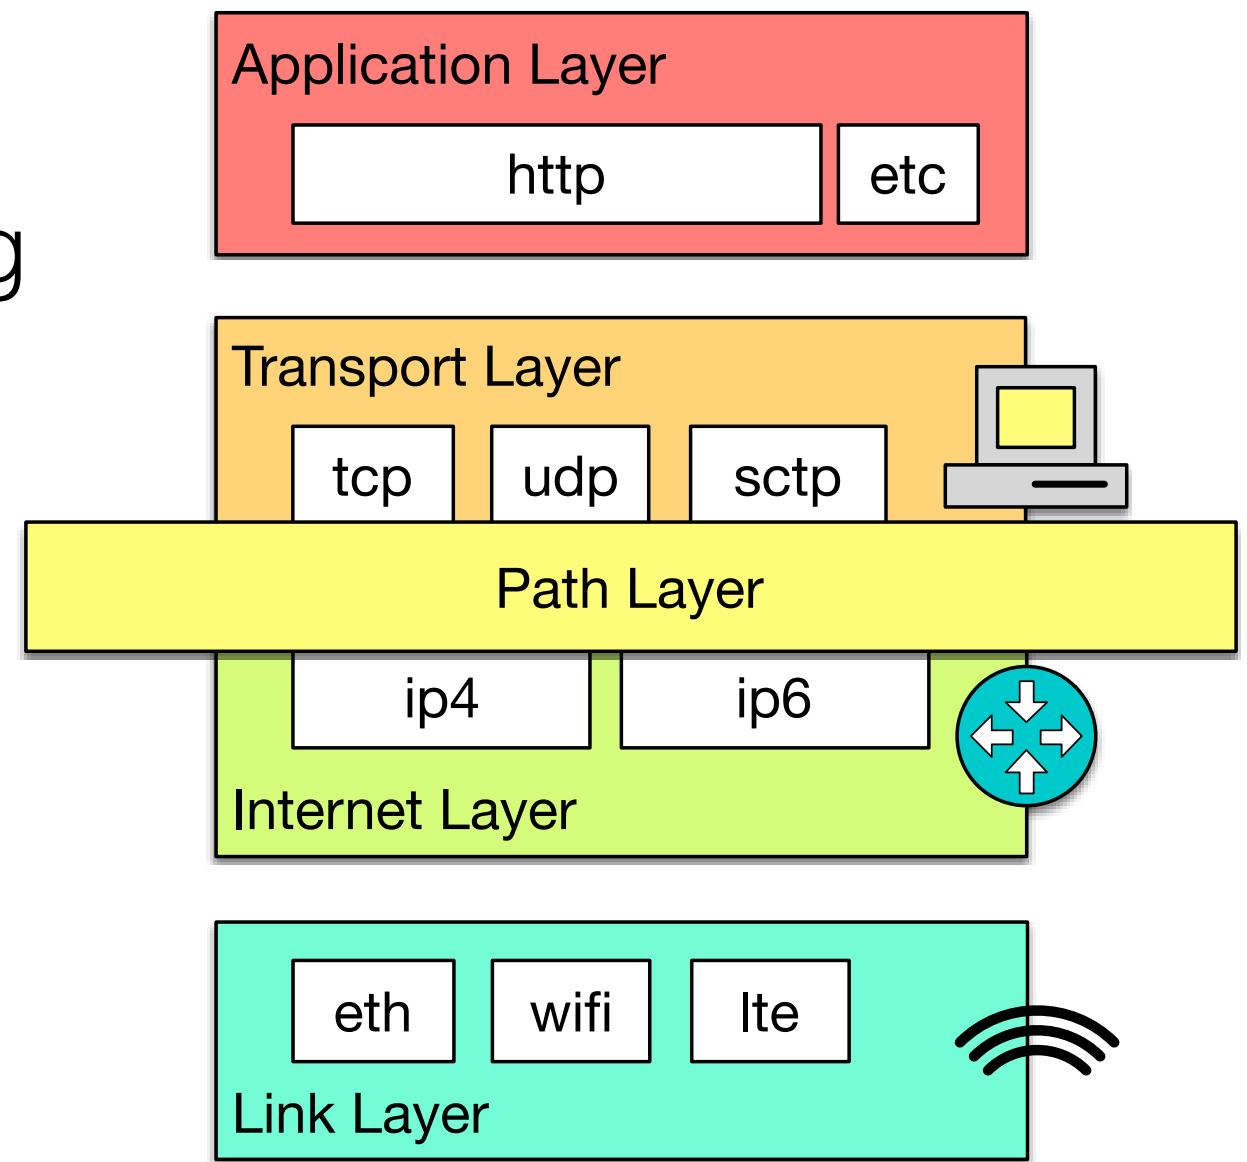 Application Layer
http etc
g
Transport Layer
tcp udp sctp
Path Layer
ip4 ip6
Internet Layer
eth wifi lte
Link Layer